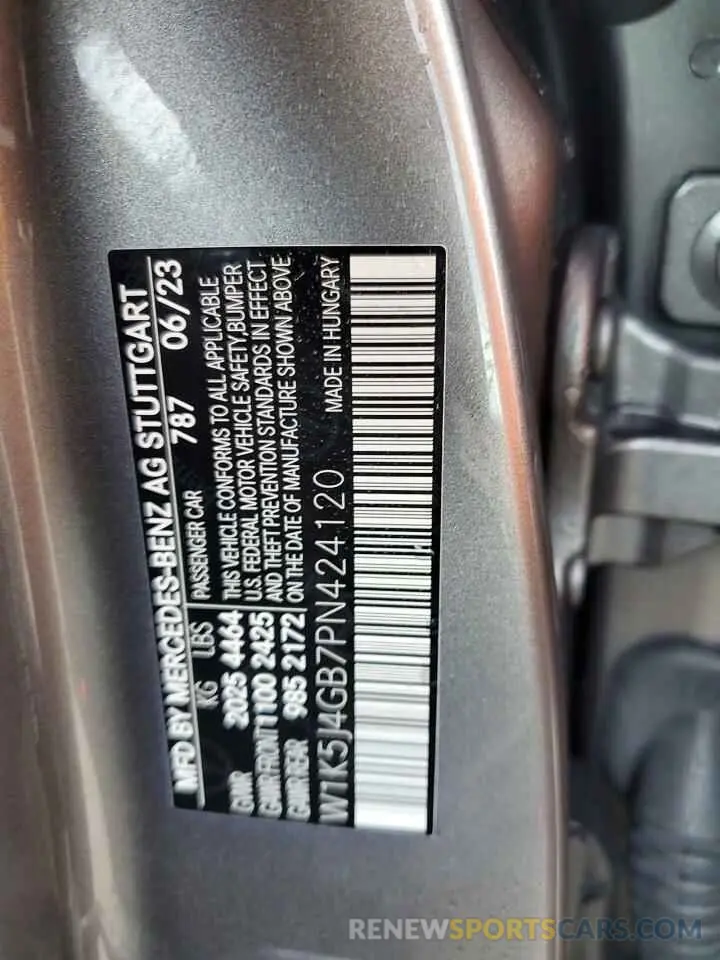 MFD BY MERCEDES-BENZ AG STUTTGART
KG LBS PASSENGER CAR 787 06/23
GVWR 2025 4464 THIS VEHICLE CONFORMS TO ALL APPLICABLE
U.S. FEDERAL MOTOR VEHICLE SAFETY,BUMPER
GAWR FRONT 1100 2425 AND THEFT PREVENTION STANDARDS IN EFFECT
GAWR REAR 985 2172 ON THE DATE OF MANUFACTURE SHOWN ABOVE
W1K5J4GB7PN424120 MADE IN HUNGARY
RENEWSPORTSCARS.COM